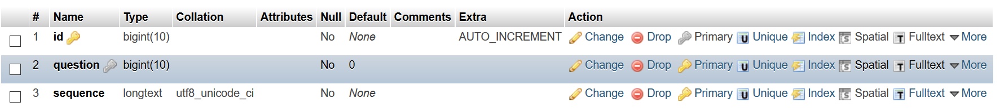 # Name Type Collation Attributes Null Default Comments Extra Action
1 id bigint(10) No None AUTO_INCREMENT Change Drop Primary Unique Index Spatial Fulltext More
2 question bigint(10) No 0 Change Drop Primary Unique Index Spatial Fulltext More
3 sequence longtext utf8_unicode_ci No None Change Drop Primary Unique Index Spatial Fulltext More